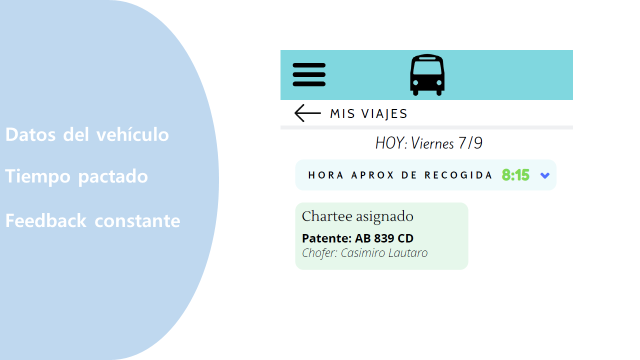 Datos del vehículo
Tiempo pactado
Feedback constante
MIS VIAJES
HOY: Viernes 7/9
HORA APROX DE RECOGIDA 8:15
Chartee asignado
Patente: AB 839 CD
Chofer: Casimiro Lautaro